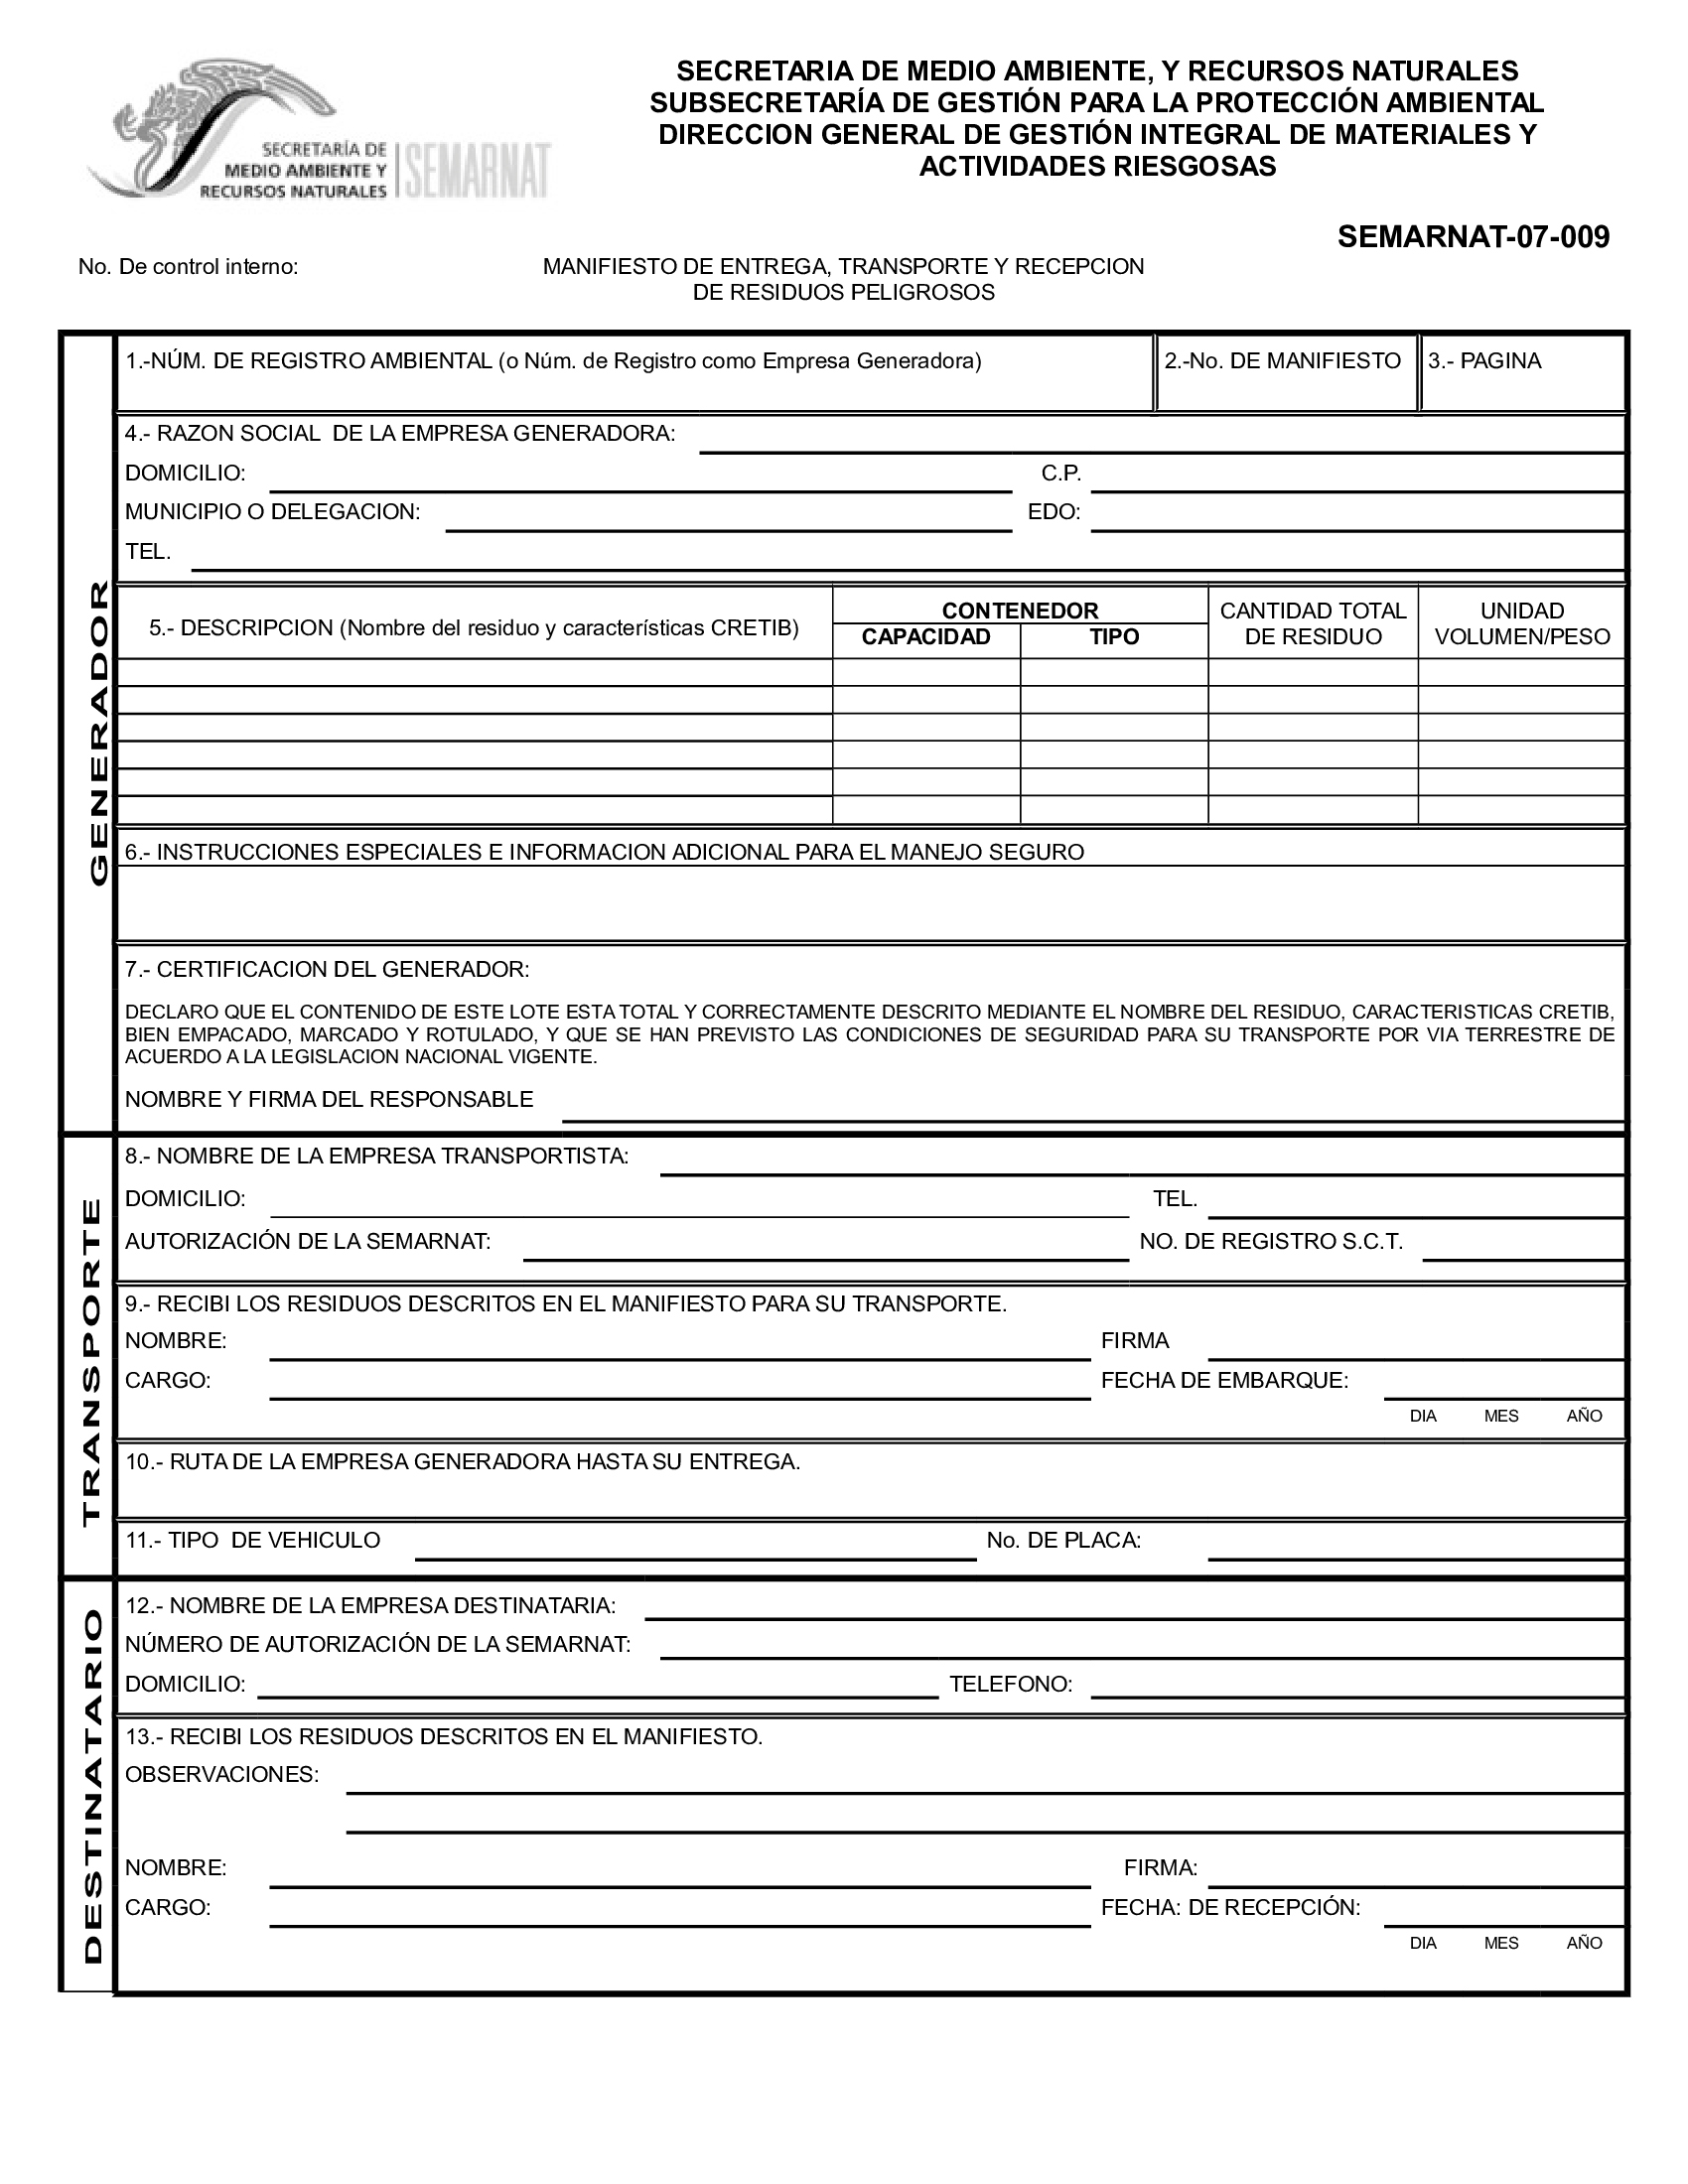 SECRETARÍA DE
MEDIO AMBIENTE Y
RECURSOS NATURALES
SEMARNAT
SECRETARIA DE MEDIO AMBIENTE, Y RECURSOS NATURALES
SUBSECRETARÍA DE GESTIÓN PARA LA PROTECCIÓN AMBIENTAL
DIRECCION GENERAL DE GESTIÓN INTEGRAL DE MATERIALES Y
ACTIVIDADES RIESGOSAS
SEMARNAT-07-009
No. De control interno:
MANIFIESTO DE ENTREGA, TRANSPORTE Y RECEPCION
DE RESIDUOS PELIGROSOS
GENERADOR
1.-NÚM. DE REGISTRO AMBIENTAL (o Núm. de Registro como Empresa Generadora)
2.-No. DE MANIFIESTO
3.- PAGINA
4.- RAZON SOCIAL DE LA EMPRESA GENERADORA:
DOMICILIO:
C.P.
MUNICIPIO O DELEGACION:
EDO:
TEL.
5.- DESCRIPCION (Nombre del residuo y características CRETIB)
CONTENEDOR
CAPACIDAD
TIPO
CANTIDAD TOTAL
DE RESIDUO
UNIDAD
VOLUMEN/PESO
6.- INSTRUCCIONES ESPECIALES E INFORMACION ADICIONAL PARA EL MANEJO SEGURO
7.- CERTIFICACION DEL GENERADOR:
DECLARO QUE EL CONTENIDO DE ESTE LOTE ESTA TOTAL Y CORRECTAMENTE DESCRITO MEDIANTE EL NOMBRE DEL RESIDUO, CARACTERISTICAS CRETIB,
BIEN EMPACADO, MARCADO Y ROTULADO, Y QUE SE HAN PREVISTO LAS CONDICIONES DE SEGURIDAD PARA SU TRANSPORTE POR VIA TERRESTRE DE
ACUERDO A LA LEGISLACION NACIONAL VIGENTE.
NOMBRE Y FIRMA DEL RESPONSABLE
TRANSPORTE
8.- NOMBRE DE LA EMPRESA TRANSPORTISTA:
DOMICILIO:
TEL.
AUTORIZACIÓN DE LA SEMARNAT:
NO. DE REGISTRO S.C.T.
9.- RECIBI LOS RESIDUOS DESCRITOS EN EL MANIFIESTO PARA SU TRANSPORTE.
NOMBRE:
FIRMA
CARGO:
FECHA DE EMBARQUE:
DIA MES AÑO
10.- RUTA DE LA EMPRESA GENERADORA HASTA SU ENTREGA.
11.- TIPO DE VEHICULO
No. DE PLACA:
DESTINATARIO
12.- NOMBRE DE LA EMPRESA DESTINATARIA:
NÚMERO DE AUTORIZACIÓN DE LA SEMARNAT:
DOMICILIO:
TELEFONO:
13.- RECIBI LOS RESIDUOS DESCRITOS EN EL MANIFIESTO.
OBSERVACIONES:
NOMBRE:
FIRMA:
CARGO:
FECHA: DE RECEPCIÓN:
DIA MES AÑO